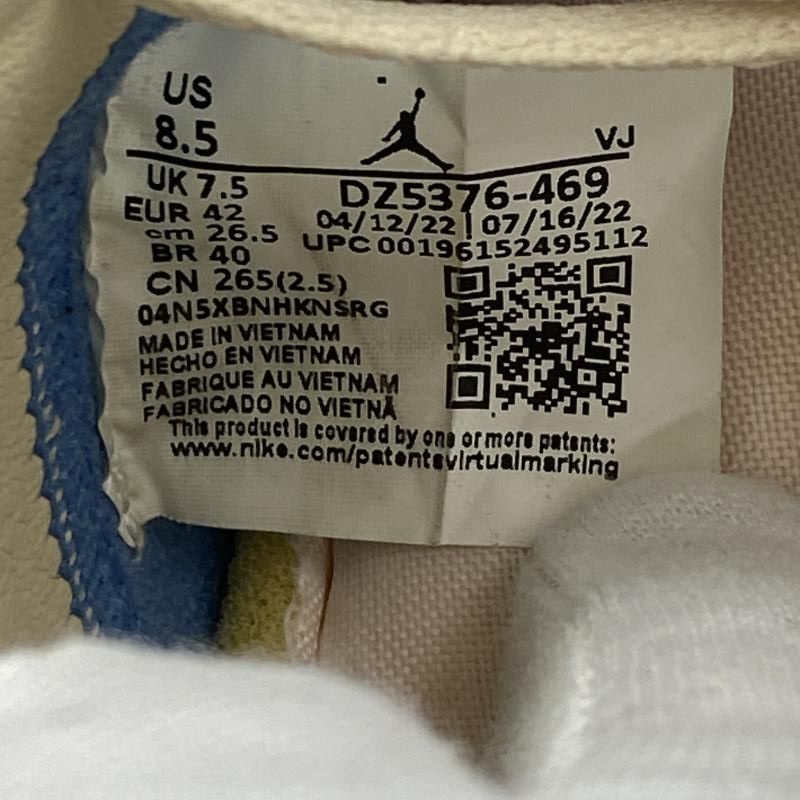 US
8.5
VJ
UK 7.5
DZ5376-469
EUR 42
04/12/22 | 07/16/22
cm 26.5
UPC 00196152495112
BR 40
CN 265(2.5)
04N5XBNHKNSRG
MADE IN VIETNAM
HECHO EN VIETNAM
FABRIQUE AU VIETNAM
FABRICADO NO VIETNÃ
This product is covered by one or more patents:
www.nike.com/patentsvirtualmarking